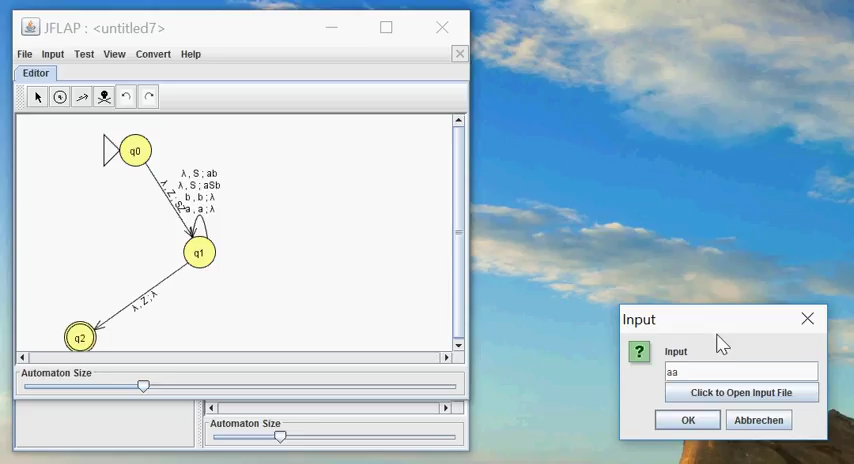 JFLAP : <untitled7>
File Input Test View Convert Help
Editor
q0
λ , S ; ab
λ , S ; aSb
b , b ; λ
a , a ; λ
λ , Z ; SZ
q1
λ , Z ; λ
q2
Automaton Size
Automaton Size
Input
?
Input
aa
Click to Open Input File
OK Abbrechen